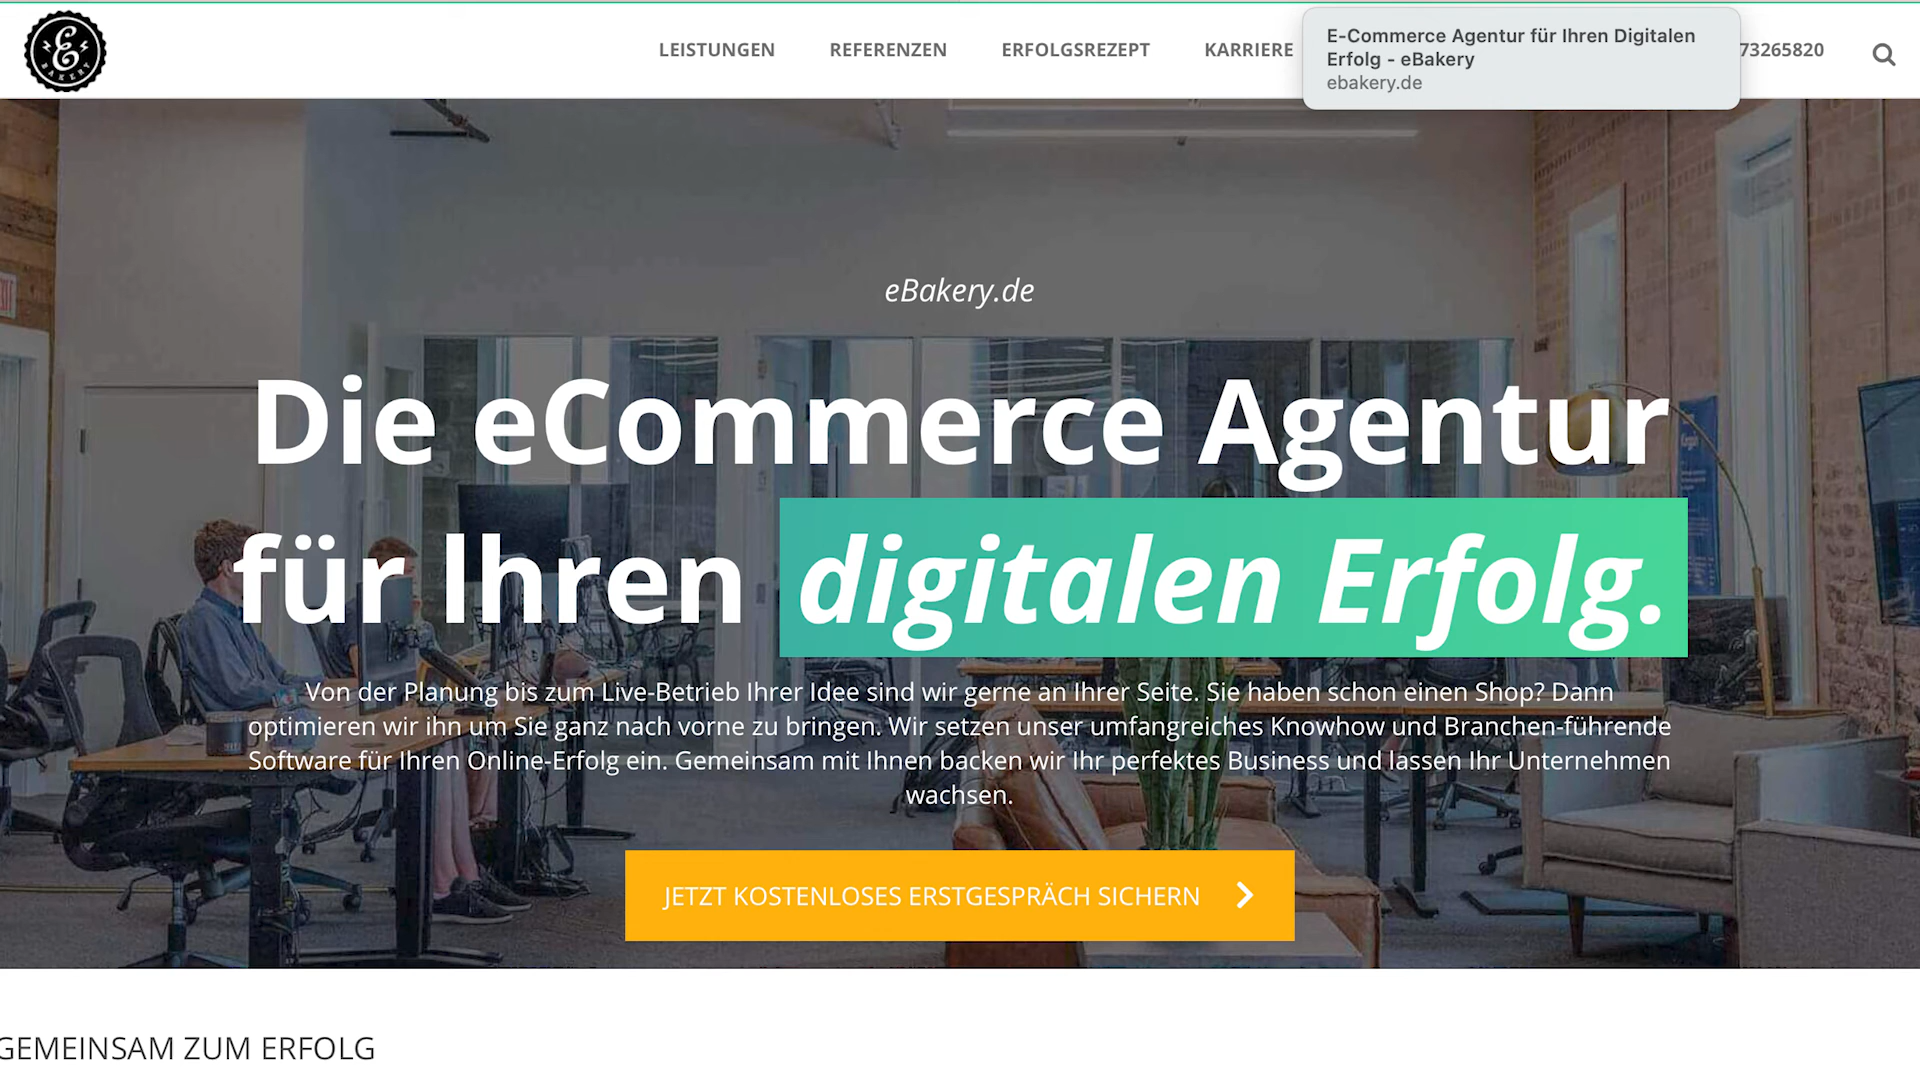 E
BAKERY
LEISTUNGEN
REFERENZEN
ERFOLGSREZEPT
KARRIERE
E-Commerce Agentur für Ihren Digitalen
Erfolg - eBakery
ebakery.de
73265820
eBakery.de
Die eCommerce Agentur
für Ihren digitalen Erfolg.
Von der Planung bis zum Live-Betrieb Ihrer Idee sind wir gerne an Ihrer Seite. Sie haben schon einen Shop? Dann
optimieren wir ihn um Sie ganz nach vorne zu bringen. Wir setzen unser umfangreiches Knowhow und Branchen-führende
Software für Ihren Online-Erfolg ein. Gemeinsam mit Ihnen backen wir Ihr perfektes Business und lassen Ihr Unternehmen
wachsen.
JETZT KOSTENLOSES ERSTGESPRÄCH SICHERN
GEMEINSAM ZUM ERFOLG